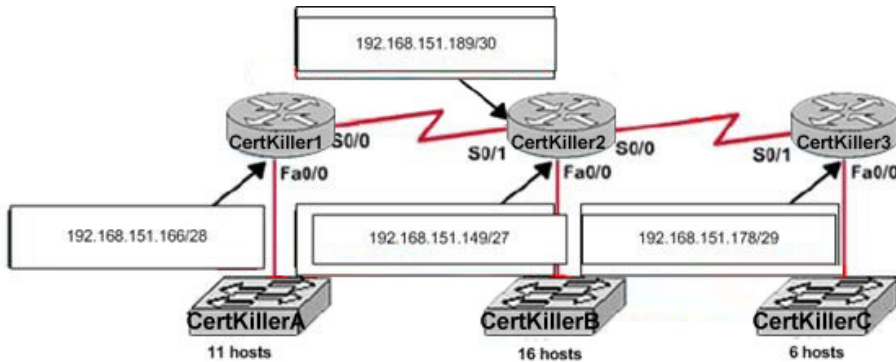 192.168.151.189/30
CertKiller1
S0/0
S0/1
CertKiller2
S0/0
S0/1
CertKiller3
Fa0/0
Fa0/0
Fa0/0
192.168.151.166/28
192.168.151.149/27
192.168.151.178/29
CertKillerA
CertKillerB
CertKillerC
11 hosts
16 hosts
6 hosts